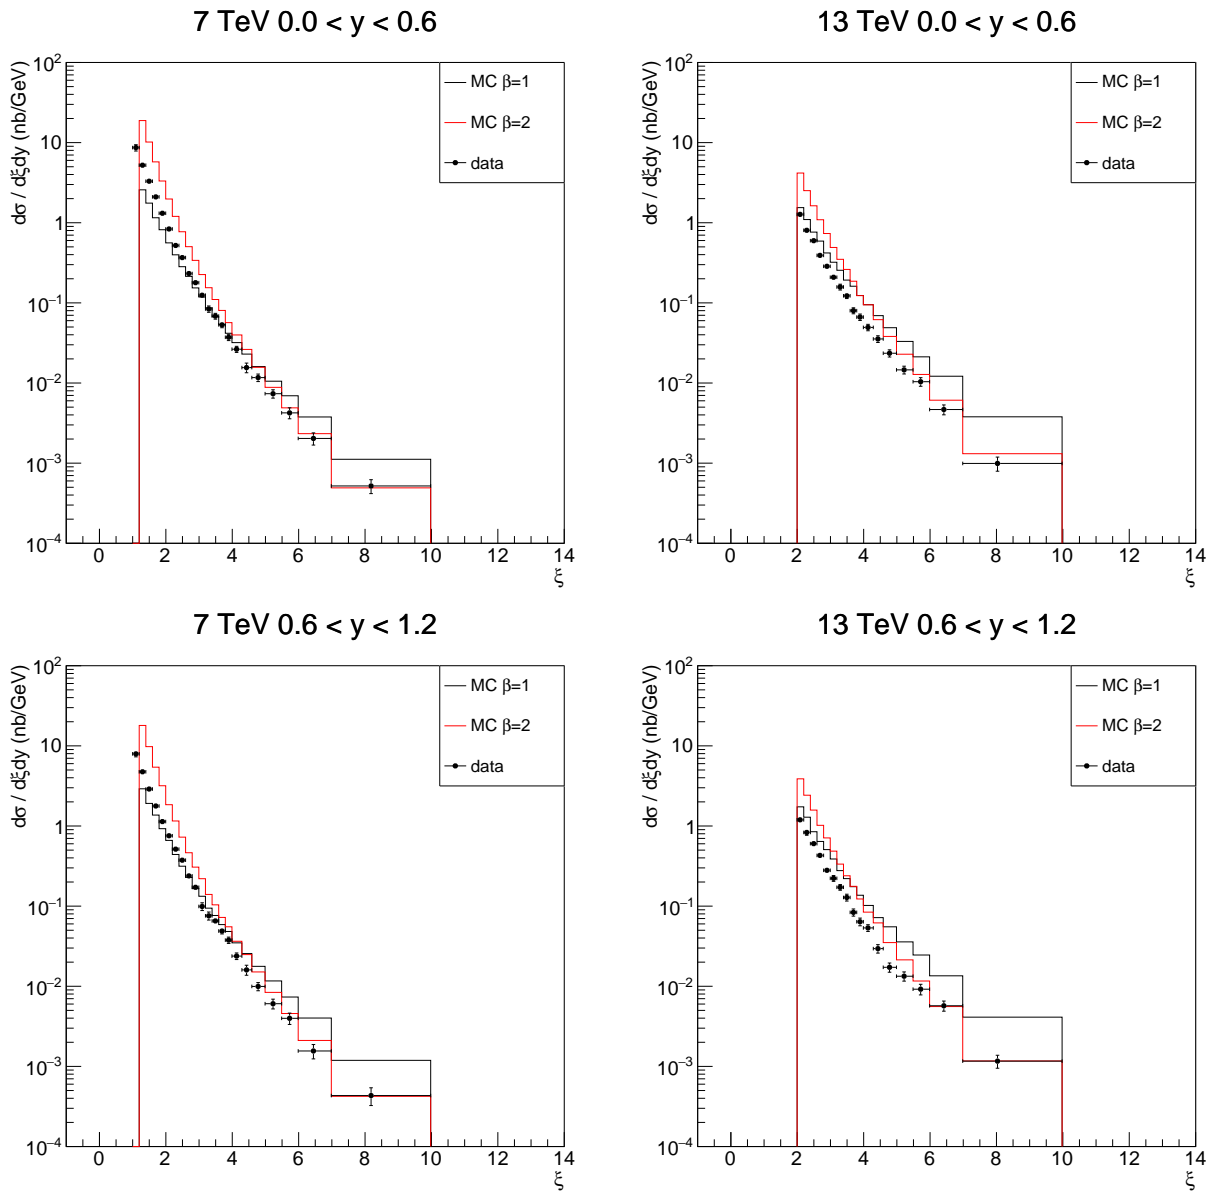 7 TeV 0.0 < y < 0.6
dσ / dξdy (nb/GeV)
10²
10
1
10⁻¹
10⁻²
10⁻³
10⁻⁴
MC β=1
MC β=2
data
0 2 4 6 8 10 12 14
ξ
13 TeV 0.0 < y < 0.6
dσ / dξdy (nb/GeV)
10²
10
1
10⁻¹
10⁻²
10⁻³
10⁻⁴
MC β=1
MC β=2
data
0 2 4 6 8 10 12 14
ξ
7 TeV 0.6 < y < 1.2
dσ / dξdy (nb/GeV)
10²
10
1
10⁻¹
10⁻²
10⁻³
10⁻⁴
MC β=1
MC β=2
data
0 2 4 6 8 10 12 14
ξ
13 TeV 0.6 < y < 1.2
dσ / dξdy (nb/GeV)
10²
10
1
10⁻¹
10⁻²
10⁻³
10⁻⁴
MC β=1
MC β=2
data
0 2 4 6 8 10 12 14
ξ